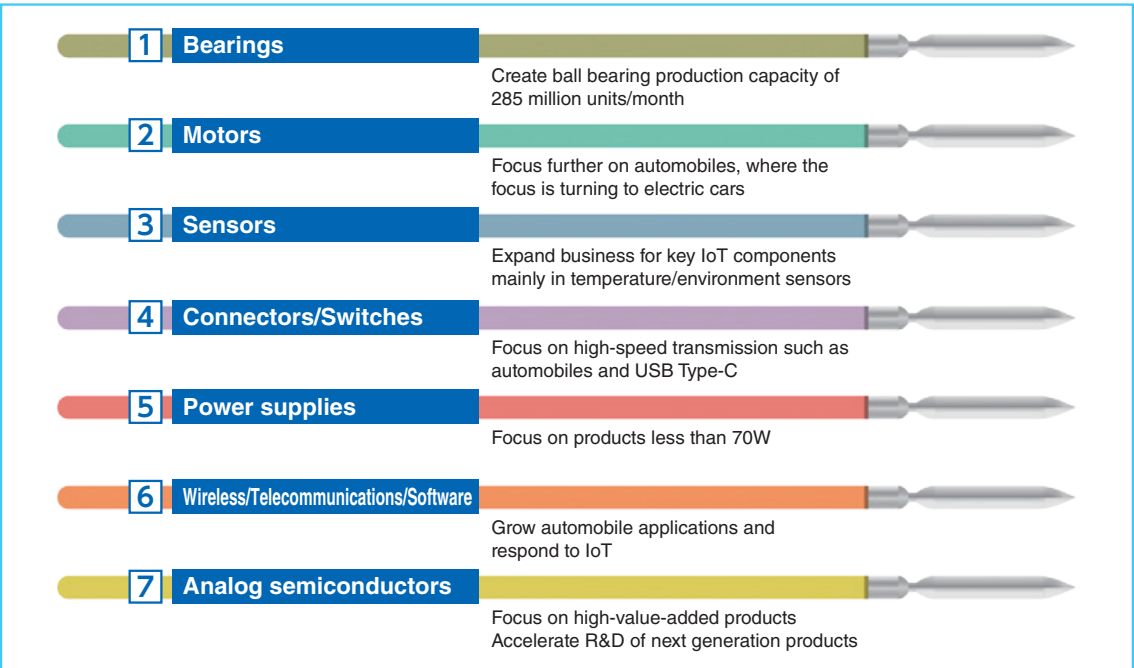 1 Bearings
Create ball bearing production capacity of
285 million units/month
2 Motors
Focus further on automobiles, where the
focus is turning to electric cars
3 Sensors
Expand business for key IoT components
mainly in temperature/environment sensors
4 Connectors/Switches
Focus on high-speed transmission such as
automobiles and USB Type-C
5 Power supplies
Focus on products less than 70W
6 Wireless/Telecommunications/Software
Grow automobile applications and
respond to IoT
7 Analog semiconductors
Focus on high-value-added products
Accelerate R&D of next generation products